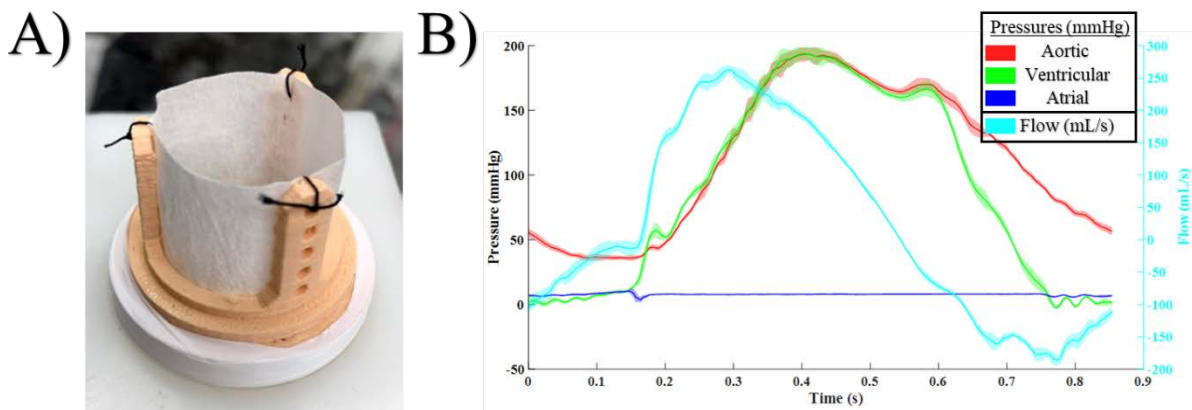 A)
B)
Pressures (mmHg)
Aortic
Ventricular
Atrial
Flow (mL/s)
200
150
100
50
0
-50
Pressure (mmHg)
300
250
200
150
100
50
0
-50
-100
-150
-200
Flow (mL/s)
0
0.1
0.2
0.3
0.4
0.5
0.6
0.7
0.8
0.9
Time (s)